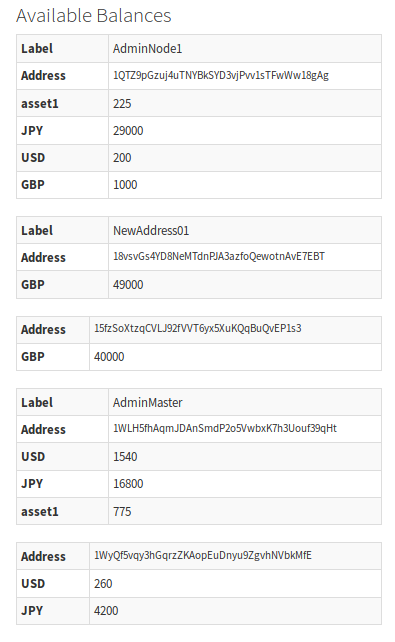 Available Balances
Label AdminNode1
Address 1QTZ9pGzuj4uTNYBkSYD3vjPvv1sTFwWw18gAg
asset1 225
JPY 29000
USD 200
GBP 1000
Label NewAddress01
Address 18vsvGs4YD8NeMTdnPJA3azfoQewotnAvE7EBT
GBP 49000
Address 15fzSoXtzqCVLJ92fVVT6yx5XuKQqBuQvEP1s3
GBP 40000
Label AdminMaster
Address 1WLH5fhAqmJDAnSmdP2o5VwbxK7h3Uouf39qHt
USD 1540
JPY 16800
asset1 775
Address 1WyQf5vqy3hGqrzZKAopEuDnyu9ZgvhNVbkMfE
USD 260
JPY 4200